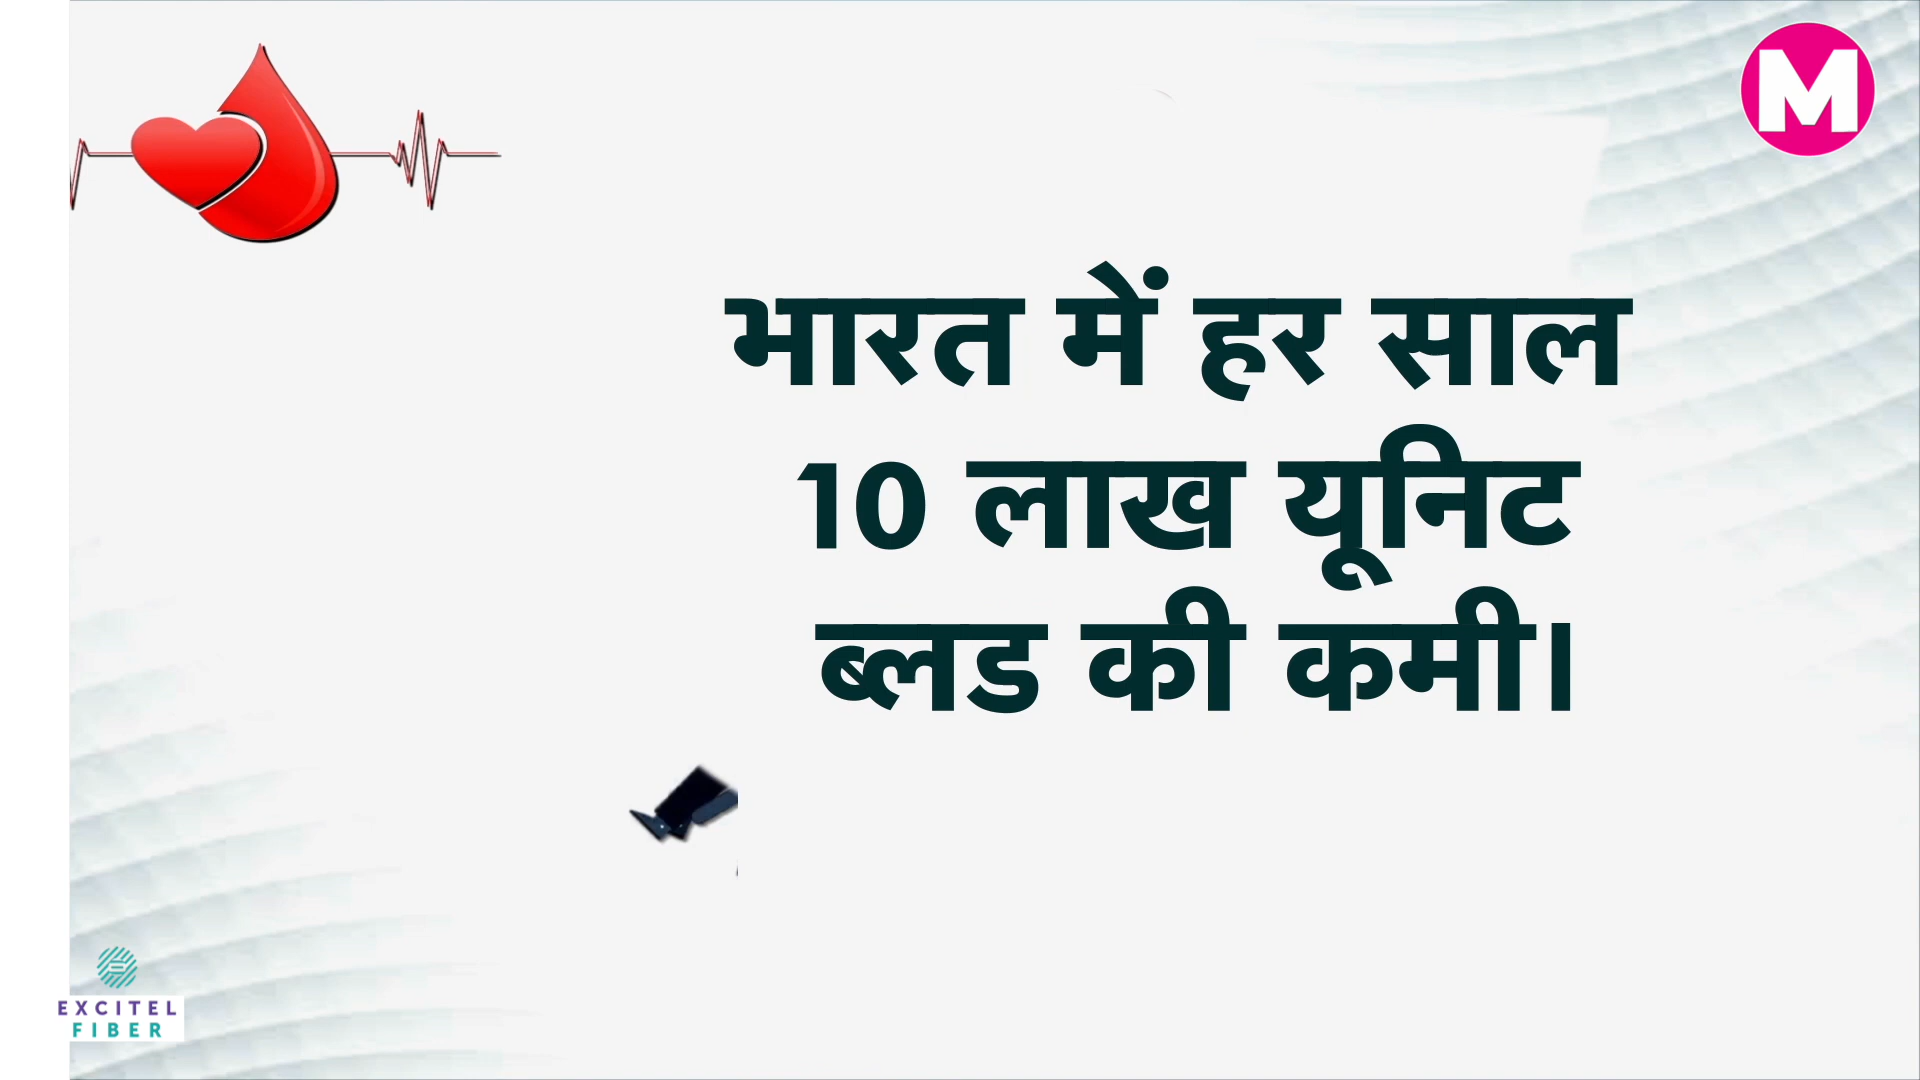 M
भारत में हर साल
10 लाख यूनिट
ब्लड की कमी।
EXCITEL
FIBER